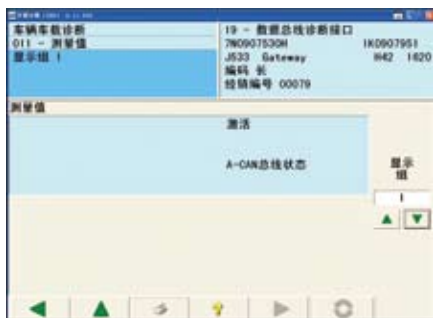 车辆车载诊断
011 - 测量值
显示组 1
19 - 数据总线诊断接口
7N0907530H 1K0907951
J533 Gateway H42 1620
编码 长
经销编号 00079
测量值
激活
A-CAN总线状态
显示
组
1